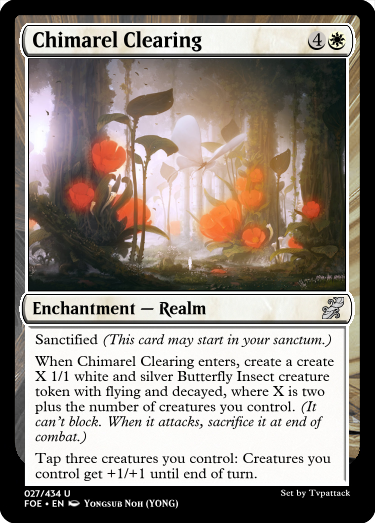 Chimarel Clearing 4
Enchantment — Realm
Sanctified (This card may start in your sanctum.)
When Chimarel Clearing enters, create a create
X 1/1 white and silver Butterfly Insect creature
token with flying and decayed, where X is two
plus the number of creatures you control. (It
can't block. When it attacks, sacrifice it at end of
combat.)
Tap three creatures you control: Creatures you
control get +1/+1 until end of turn.
027/434 U
FOE • EN YONGSUB NOH (YONG)
Set by Tvpattack